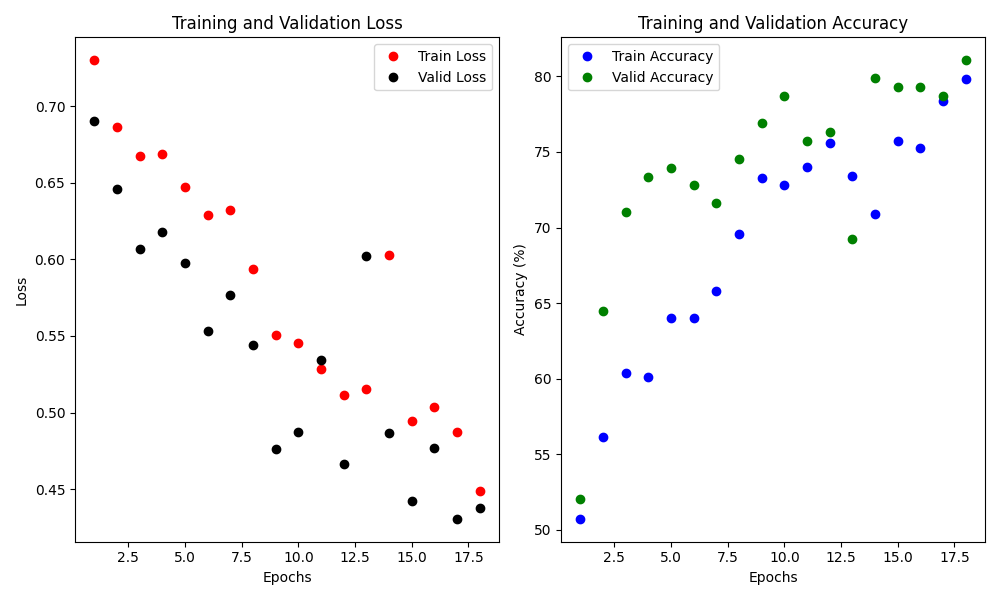 Training and Validation Loss
Train Loss
Valid Loss
0.70
0.65
0.60
0.55
0.50
0.45
Loss
2.5 5.0 7.5 10.0 12.5 15.0 17.5
Epochs
Training and Validation Accuracy
Train Accuracy
Valid Accuracy
80
75
70
65
60
55
50
Accuracy (%)
2.5 5.0 7.5 10.0 12.5 15.0 17.5
Epochs